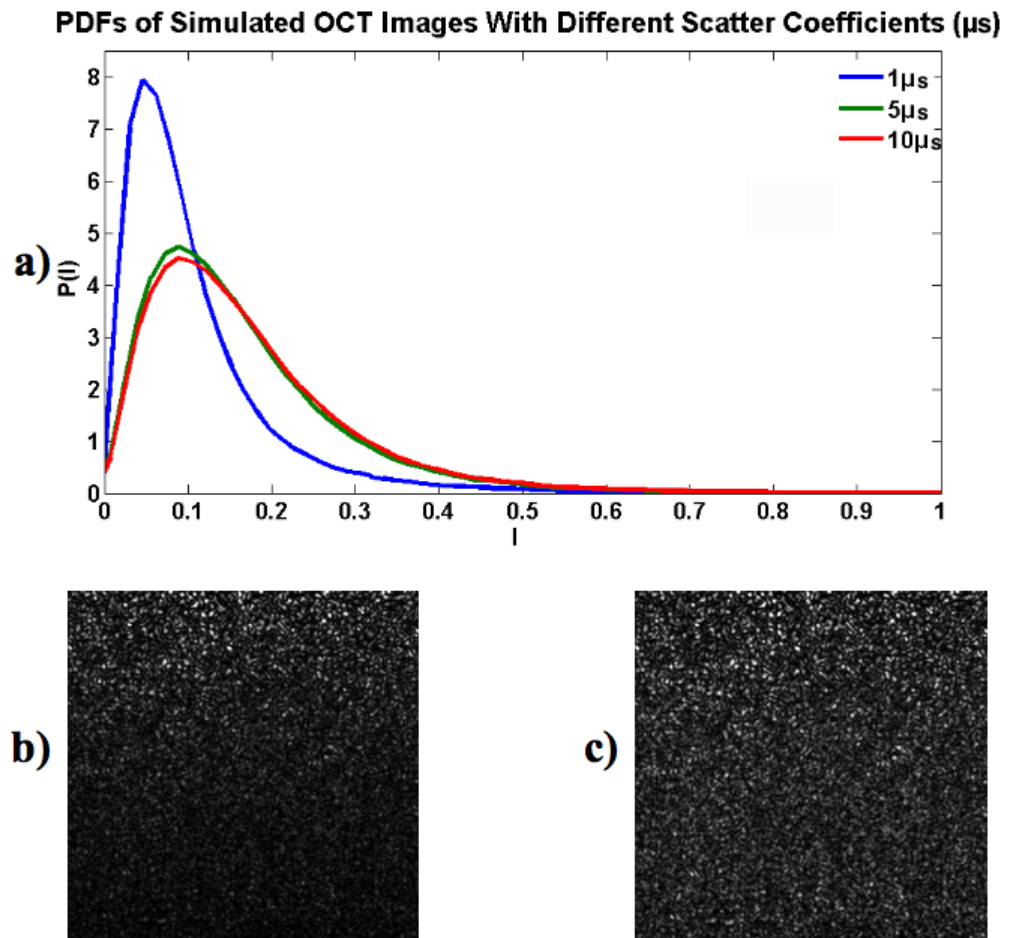 PDFs of Simulated OCT Images With Different Scatter Coefficients (µs)
8
7
6
5
4
3
2
1
0
P(I)
a)
1µs
5µs
10µs
0 0.1 0.2 0.3 0.4 0.5 0.6 0.7 0.8 0.9 1
I
b)
c)